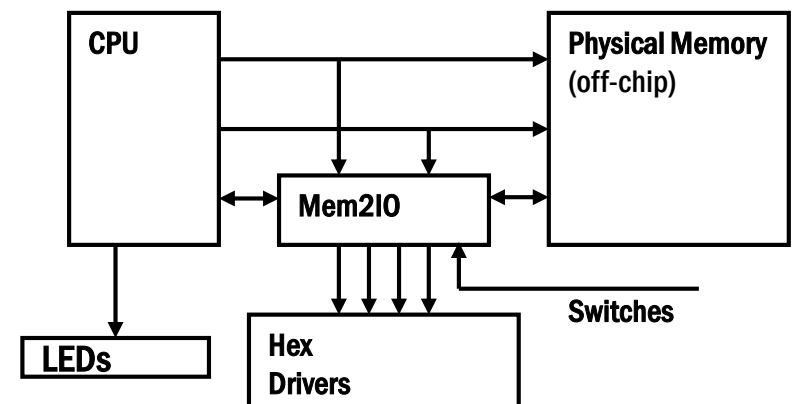 CPU
Physical Memory
(off-chip)
Mem2IO
Switches
LEDs
Hex
Drivers